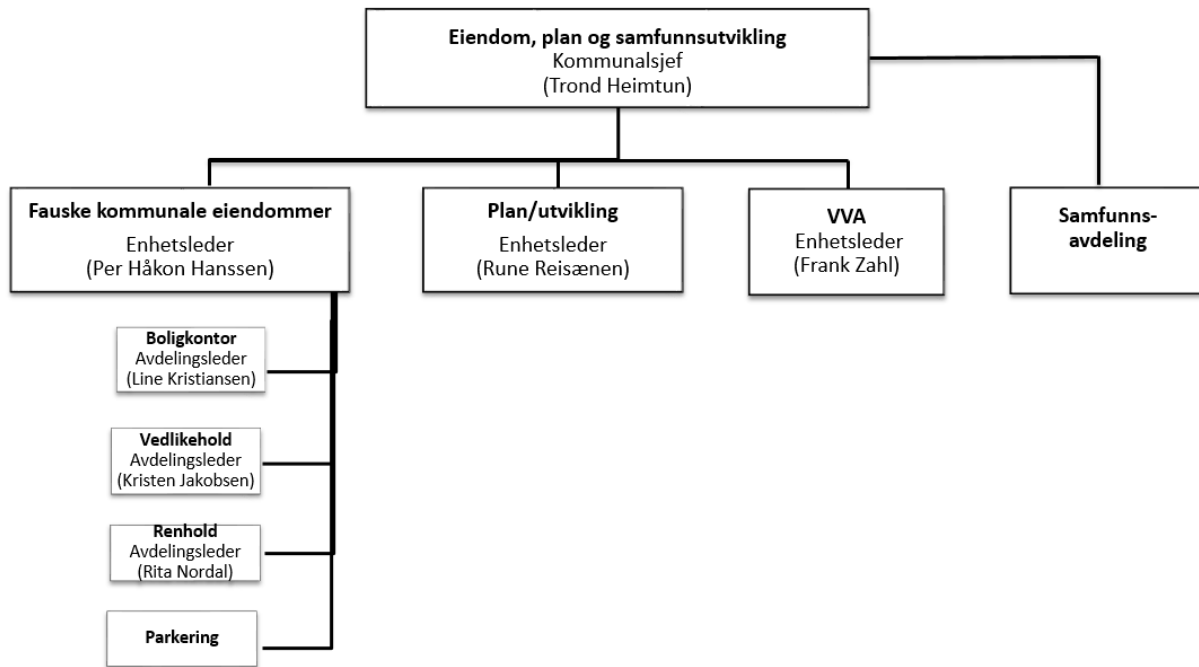 Eiendom, plan og samfunnsutvikling
Kommunalsjef
(Trond Heimtun)
Fauske kommunale eiendommer
Enhetsleder
(Per Håkon Hanssen)
Plan/utvikling
Enhetsleder
(Rune Reisænen)
VVA
Enhetsleder
(Frank Zahl)
Samfunns-
avdeling
Boligkontor
Avdelingsleder
(Line Kristiansen)
Vedlikehold
Avdelingsleder
(Kristen Jakobsen)
Renhold
Avdelingsleder
(Rita Nordal)
Parkering